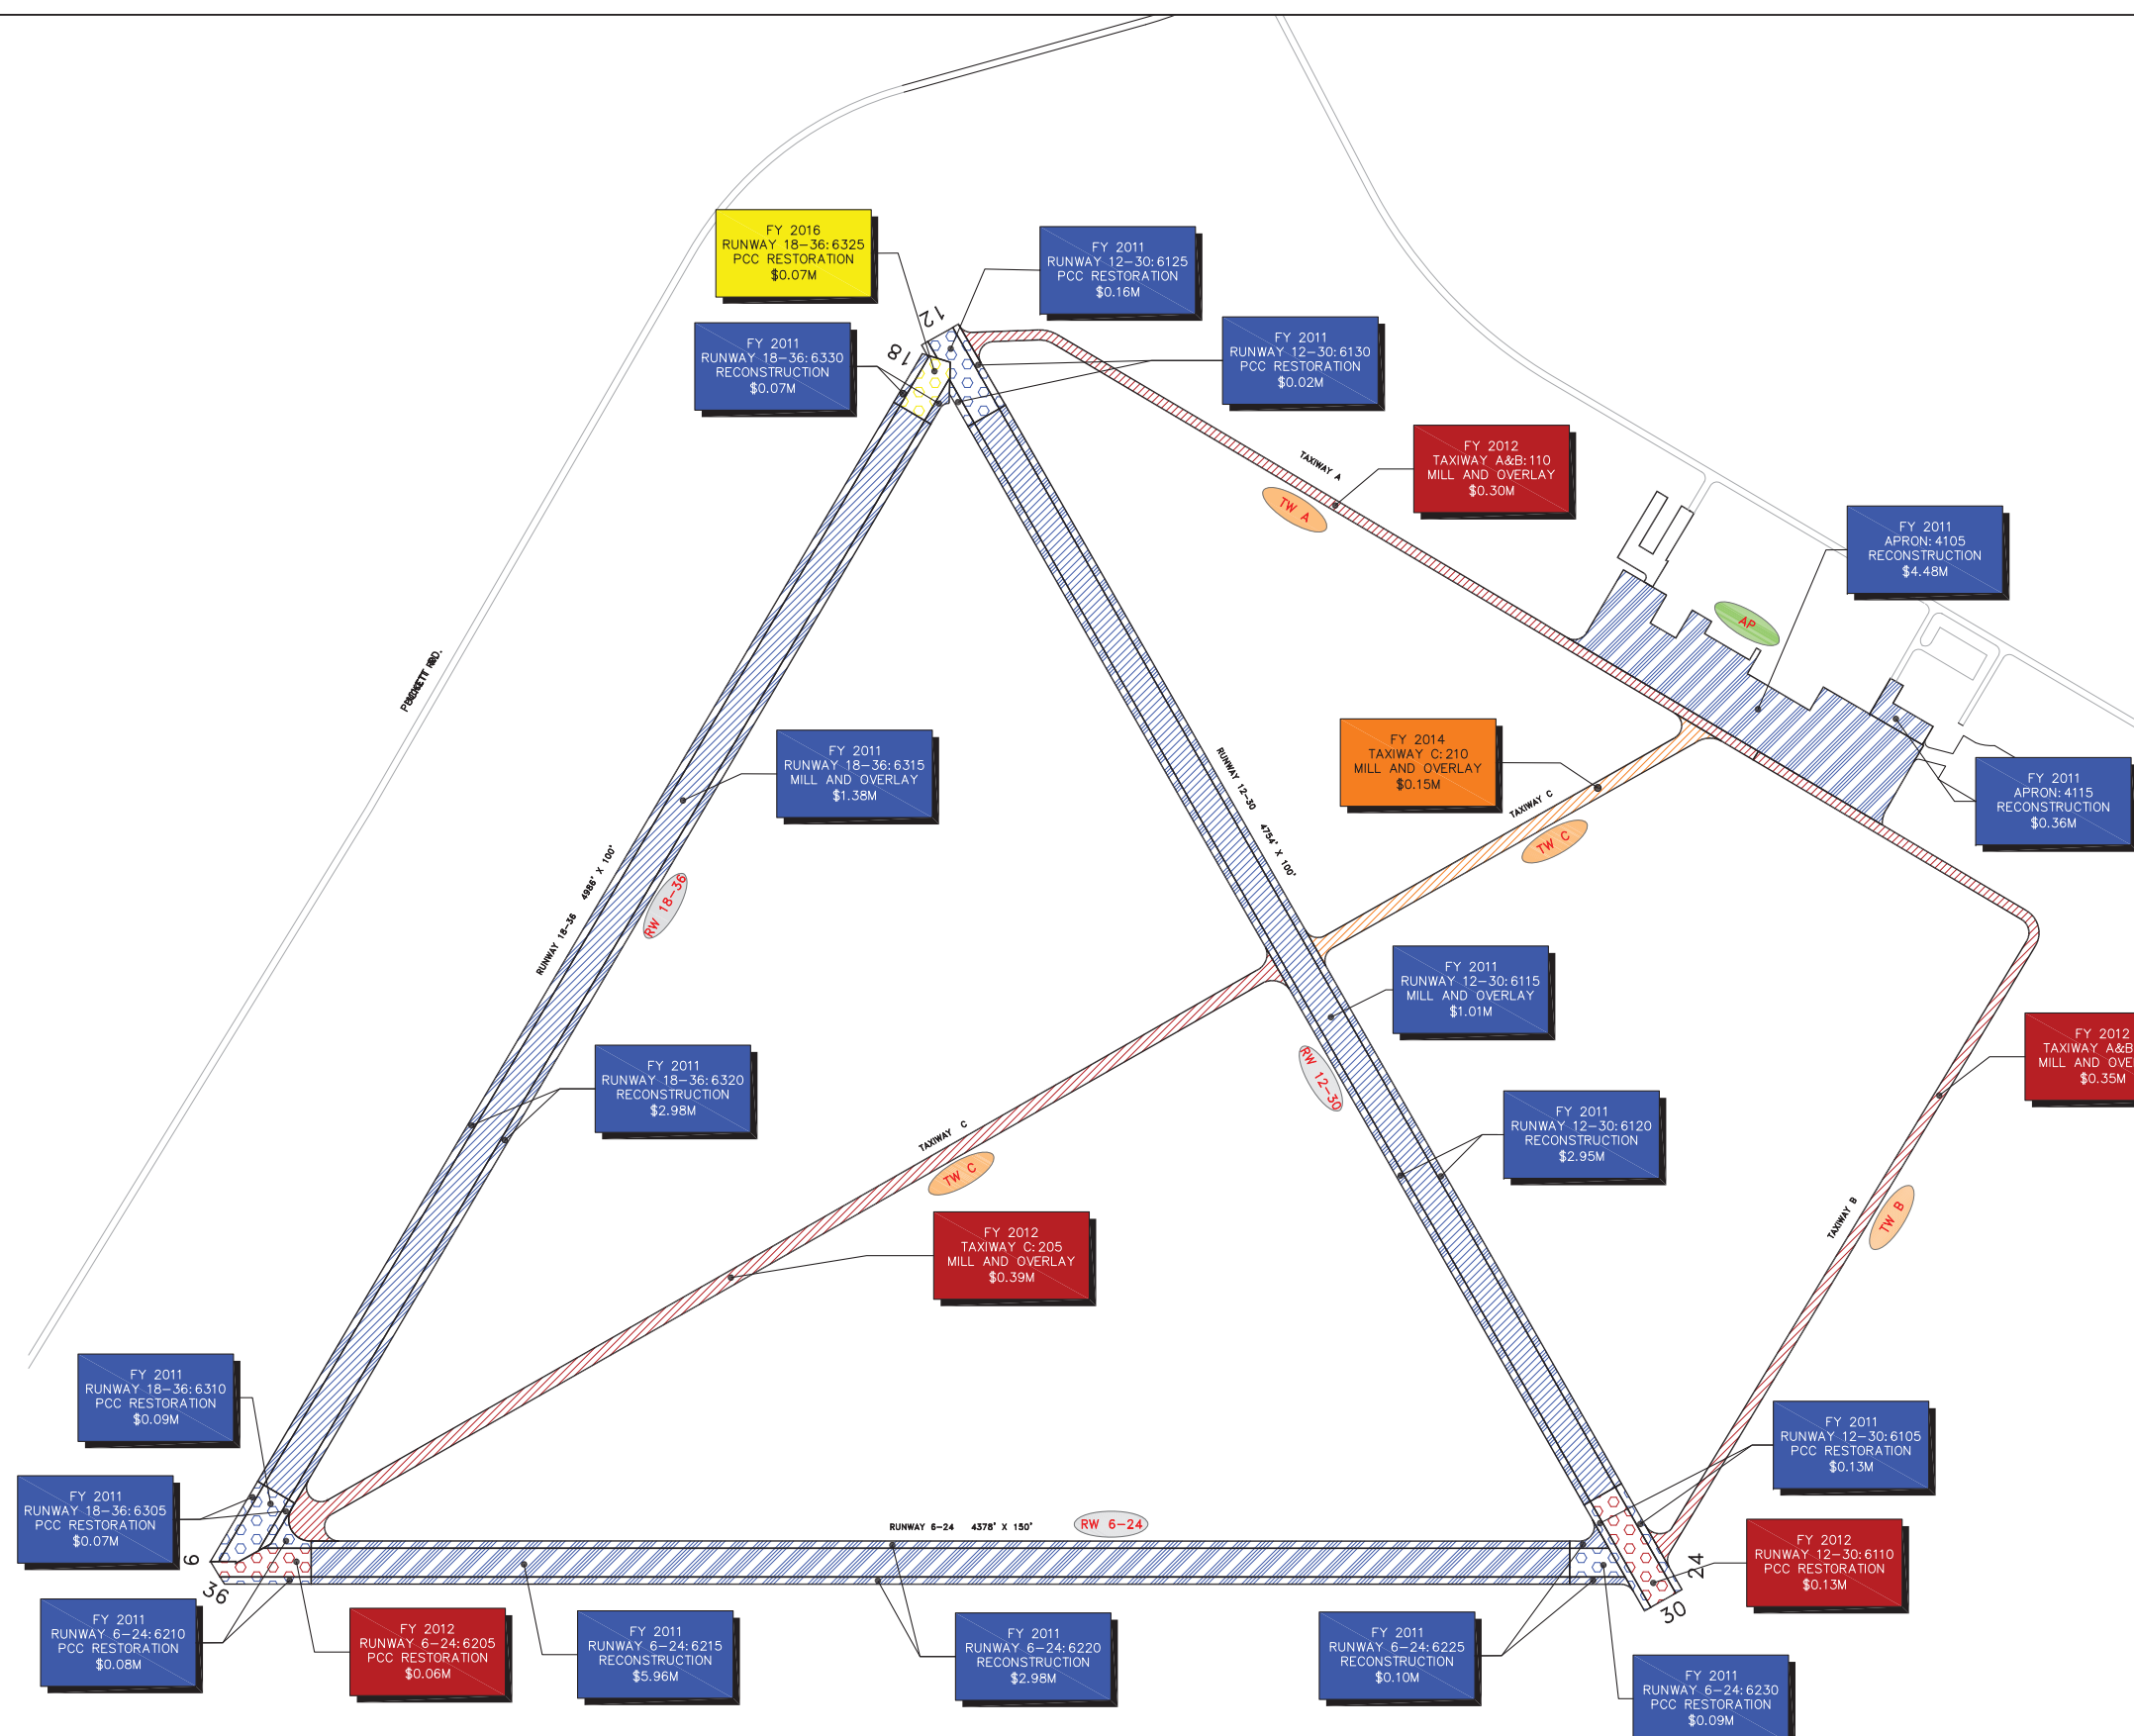 FY 2016
RUNWAY 18-36:6325
PCC RESTORATION
$0.07M
FY 2011
RUNWAY 12-30:6125
PCC RESTORATION
$0.16M
FY 2011
RUNWAY 18-36:6330
RECONSTRUCTION
$0.07M
12
18
FY 2011
RUNWAY 12-30:6130
PCC RESTORATION
$0.02M
TAXIWAY A
TW A
FY 2012
TAXIWAY A&B:110
MILL AND OVERLAY
$0.30M
FY 2011
APRON:4105
RECONSTRUCTION
$4.48M
AP
RD.
FY 2011
RUNWAY 18-36:6315
MILL AND OVERLAY
$1.38M
RUNWAY 12-30 4754' X 100'
FY 2014
TAXIWAY C:210
MILL AND OVERLAY
$0.15M
TAXIWAY C
TW C
FY 2011
APRON:4115
RECONSTRUCTION
$0.36M
RUNWAY 18-36 4986' X 100'
RW 18-36
FY 2011
RUNWAY 12-30:6115
MILL AND OVERLAY
$1.01M
RW 12-30
FY 2012
TAXIWAY A&B
MILL AND OVE
$0.35M
FY 2011
RUNWAY 18-36:6320
RECONSTRUCTION
$2.98M
FY 2011
RUNWAY 12-30:6120
RECONSTRUCTION
$2.95M
TAXIWAY C
TW C
TAXIWAY B
TW B
FY 2012
TAXIWAY C:205
MILL AND OVERLAY
$0.39M
FY 2011
RUNWAY 18-36:6310
PCC RESTORATION
$0.09M
FY 2011
RUNWAY 12-30:6105
PCC RESTORATION
$0.13M
FY 2011
RUNWAY 18-36:6305
PCC RESTORATION
$0.07M
RUNWAY 6-24 4378' X 150'
RW 6-24
6
36
24
30
FY 2012
RUNWAY 12-30:6110
PCC RESTORATION
$0.13M
FY 2011
RUNWAY 6-24:6210
PCC RESTORATION
$0.08M
FY 2012
RUNWAY 6-24:6205
PCC RESTORATION
$0.06M
FY 2011
RUNWAY 6-24:6215
RECONSTRUCTION
$5.96M
FY 2011
RUNWAY 6-24:6220
RECONSTRUCTION
$2.98M
FY 2011
RUNWAY 6-24:6225
RECONSTRUCTION
$0.10M
FY 2011
RUNWAY 6-24:6230
PCC RESTORATION
$0.09M